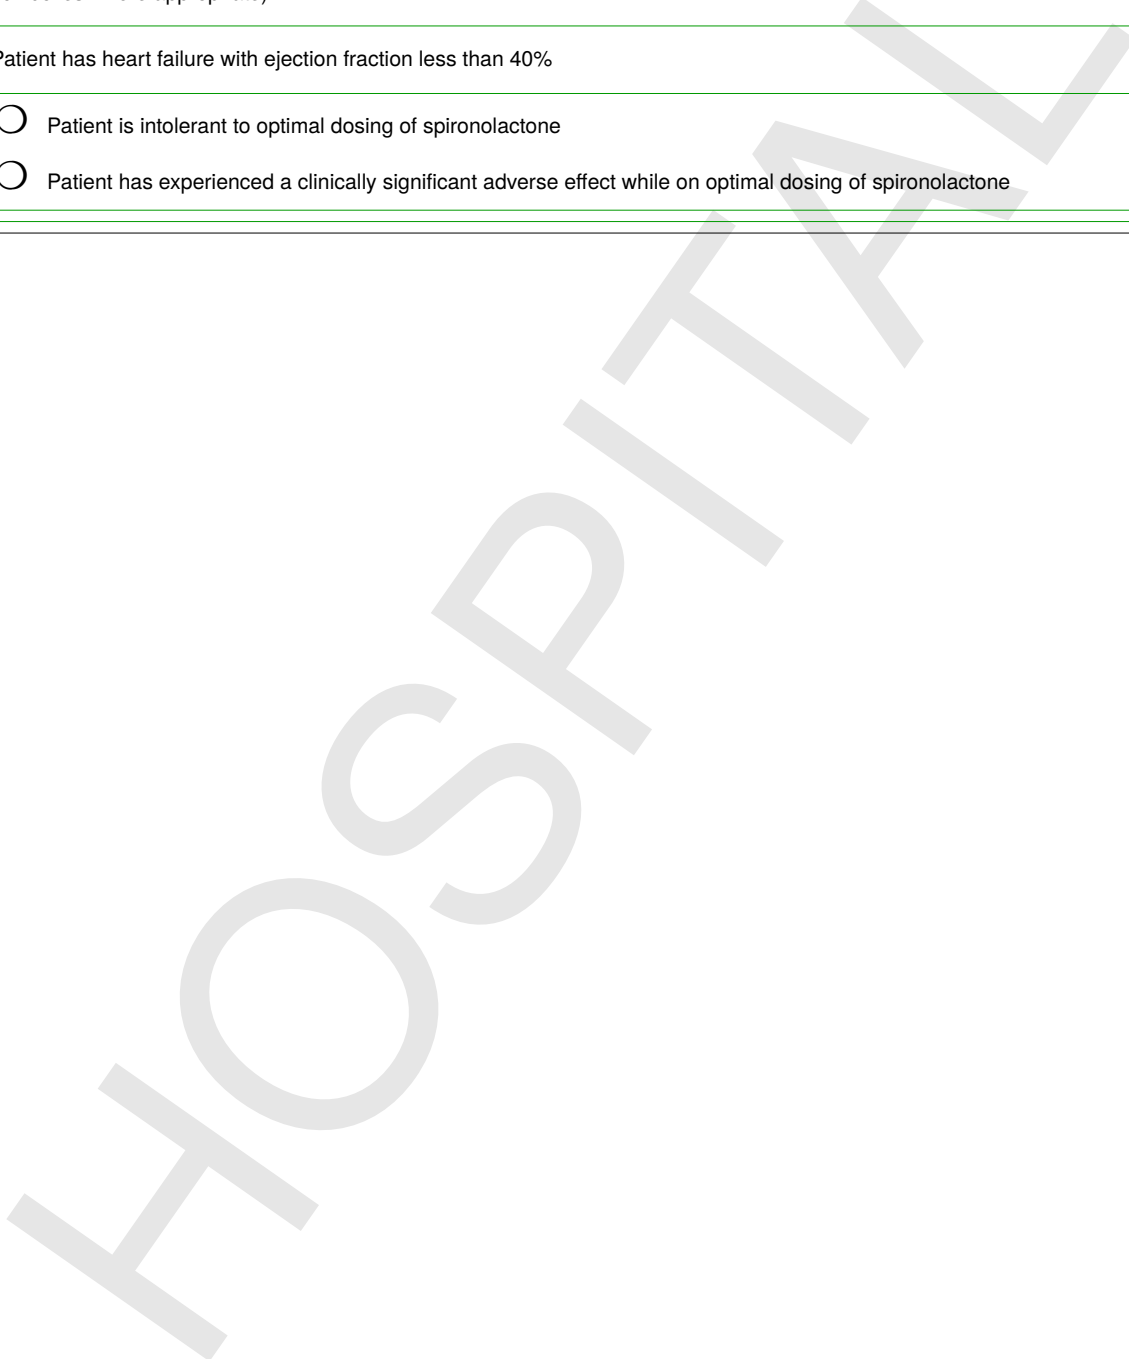 Patient has heart failure with ejection fraction less than 40%
Patient is intolerant to optimal dosing of spironolactone
Patient has experienced a clinically significant adverse effect while on optimal dosing of spironolactone
HOSPITAL